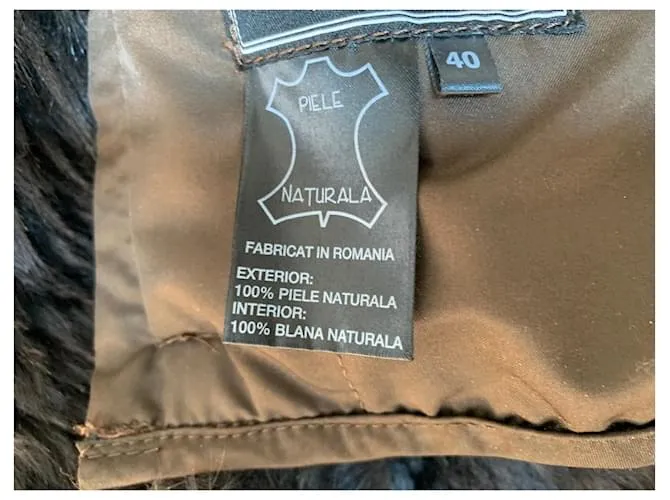 40
PIELE
NATURALA
FABRICAT IN ROMANIA
EXTERIOR:
100% PIELE NATURALA
INTERIOR:
100% BLANA NATURALA